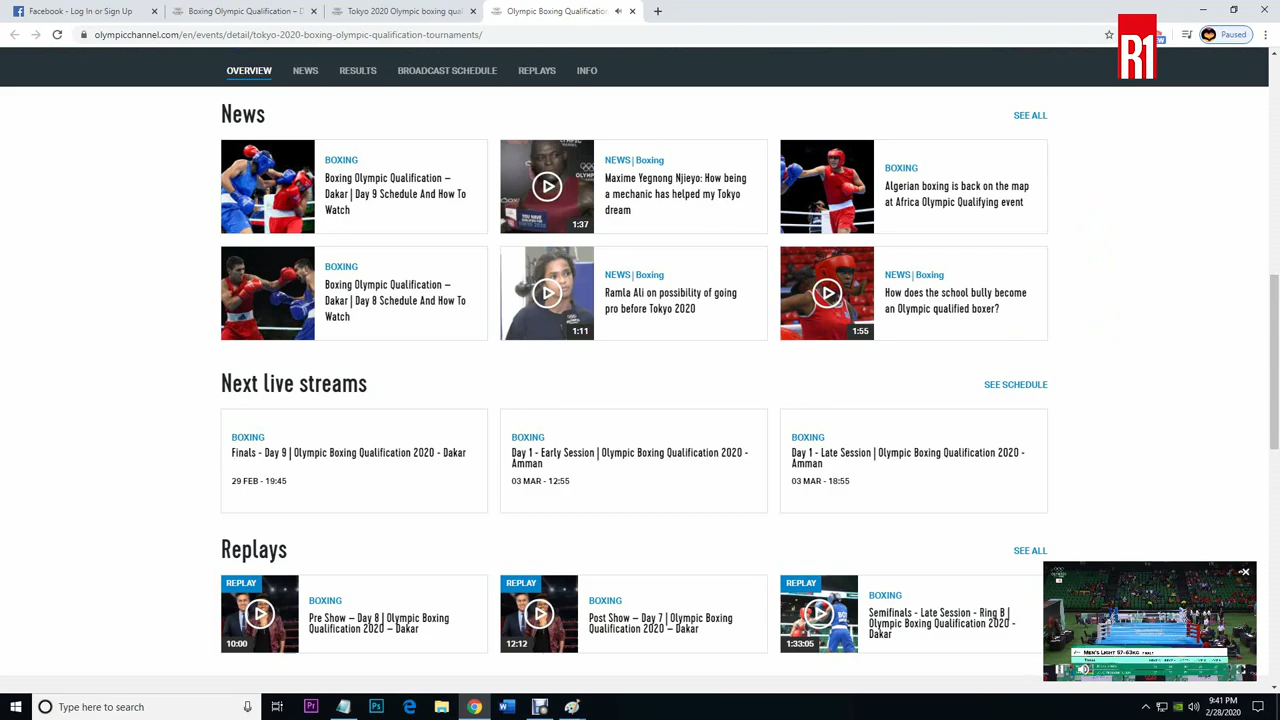 Facebook - Log In or Sign Up
Boxing Olympic Qualification - D
Tokyo 2020 Boxing Qualification
Olympic Boxing Qualificatio
olympicchannel.com/en/events/detail/tokyo-2020-boxing-olympic-qualification-tournaments/
Paused
R1
OVERVIEW NEWS RESULTS BROADCAST SCHEDULE REPLAYS INFO
News
SEE ALL
BOXING
Boxing Olympic Qualification –
Dakar | Day 9 Schedule And How To
Watch
NEWS | Boxing
Maxime Yegnong Njieyo: How being
a mechanic has helped my Tokyo
dream
1:37
BOXING
Algerian boxing is back on the map
at Africa Olympic Qualifying event
BOXING
Boxing Olympic Qualification –
Dakar | Day 8 Schedule And How To
Watch
NEWS | Boxing
Ramla Ali on possibility of going
pro before Tokyo 2020
1:11
NEWS | Boxing
How does the school bully become
an Olympic qualified boxer?
1:55
Next live streams
SEE SCHEDULE
BOXING
Finals - Day 9 | Olympic Boxing Qualification 2020 - Dakar
29 FEB - 19:45
BOXING
Day 1 - Early Session | Olympic Boxing Qualification 2020 -
Amman
03 MAR - 12:55
BOXING
Day 1 - Late Session | Olympic Boxing Qualification 2020 -
Amman
03 MAR - 18:55
Replays
SEE ALL
REPLAY
BOXING
Pre Show – Day 8 | Olympic Boxing
Qualification 2020 – Dakar
10:00
REPLAY
BOXING
Post Show – Day 7 | Olympic Boxing
Qualification 2020 – Dakar
12:12
REPLAY
BOXING
Semifinals - Late Session - Ring B |
Olympic Boxing Qualification 2020 -
Dakar
1:33:05
MEN'S LIGHT 57-63KG
Type here to search
9:41 PM
2/28/2020